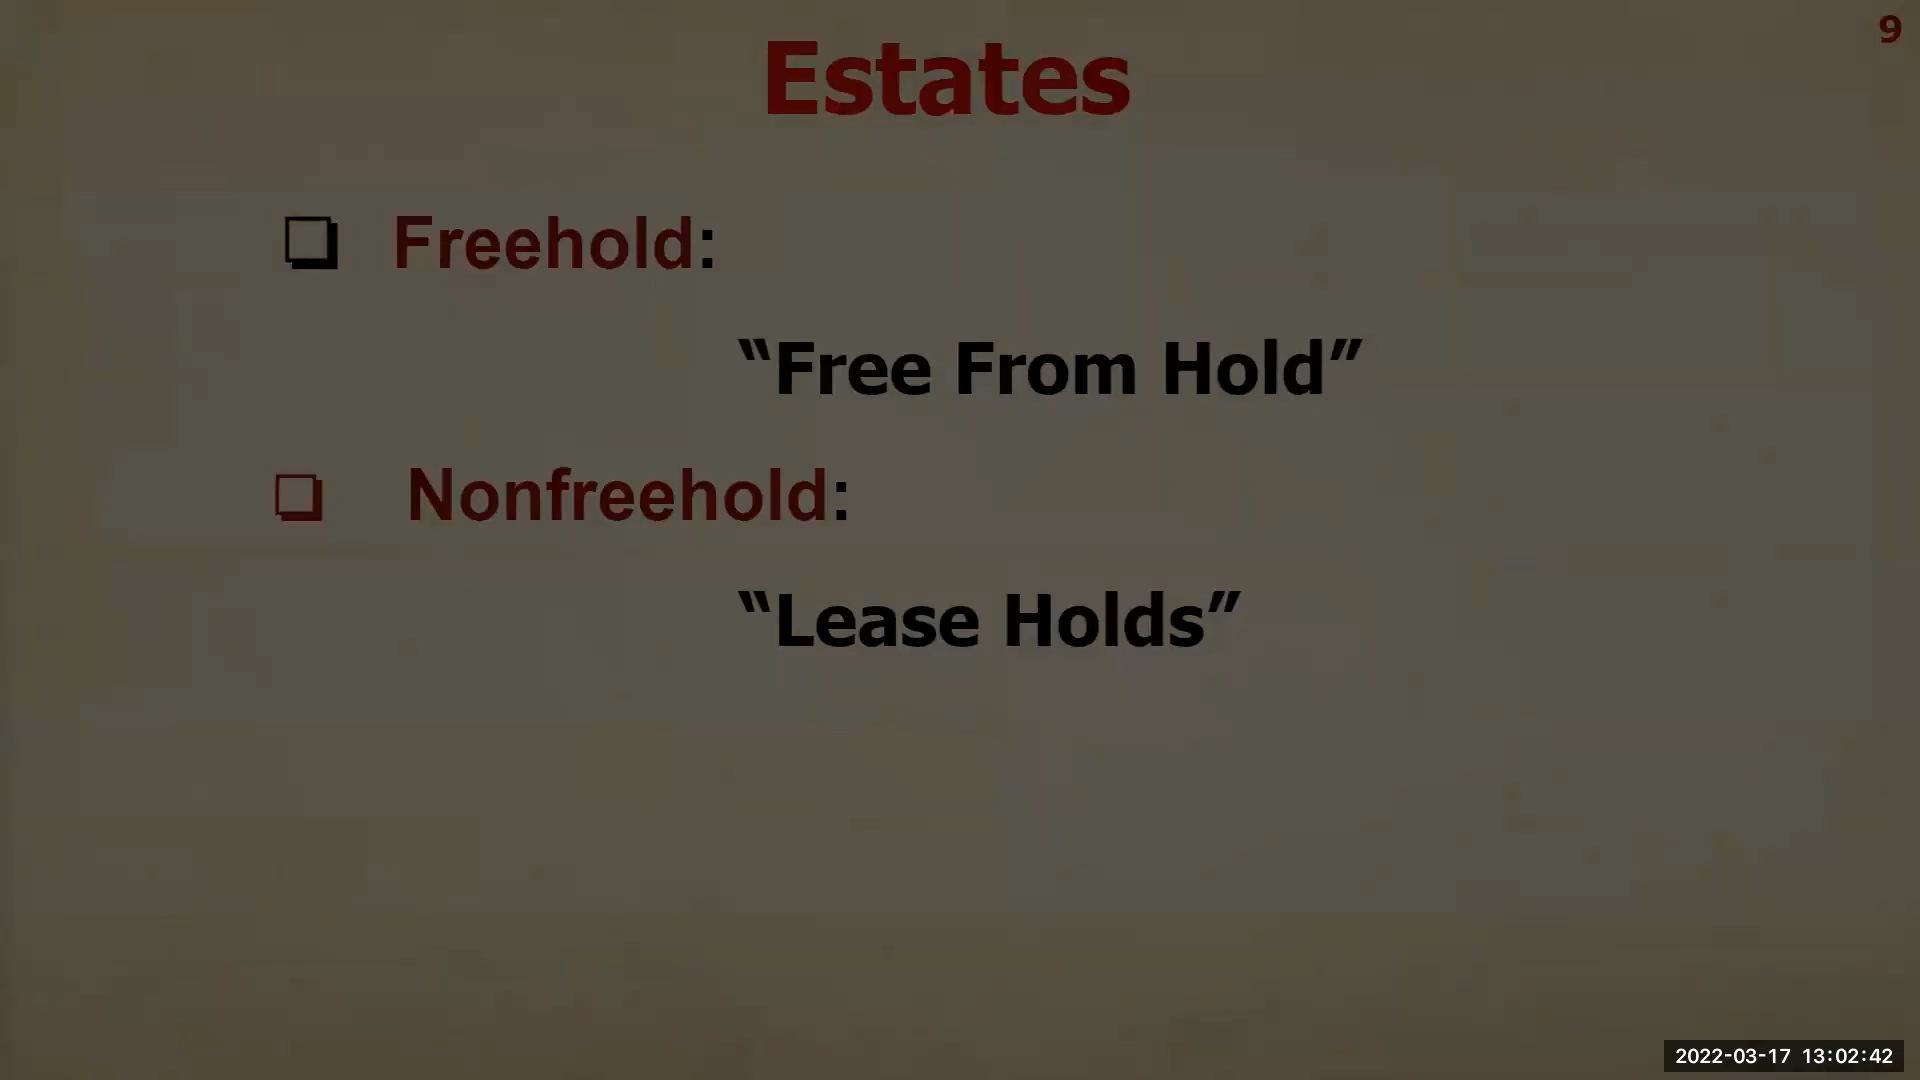 9
Estates
Freehold:
“Free From Hold”
Nonfreehold:
“Lease Holds”
2022-03-17 13:02:42